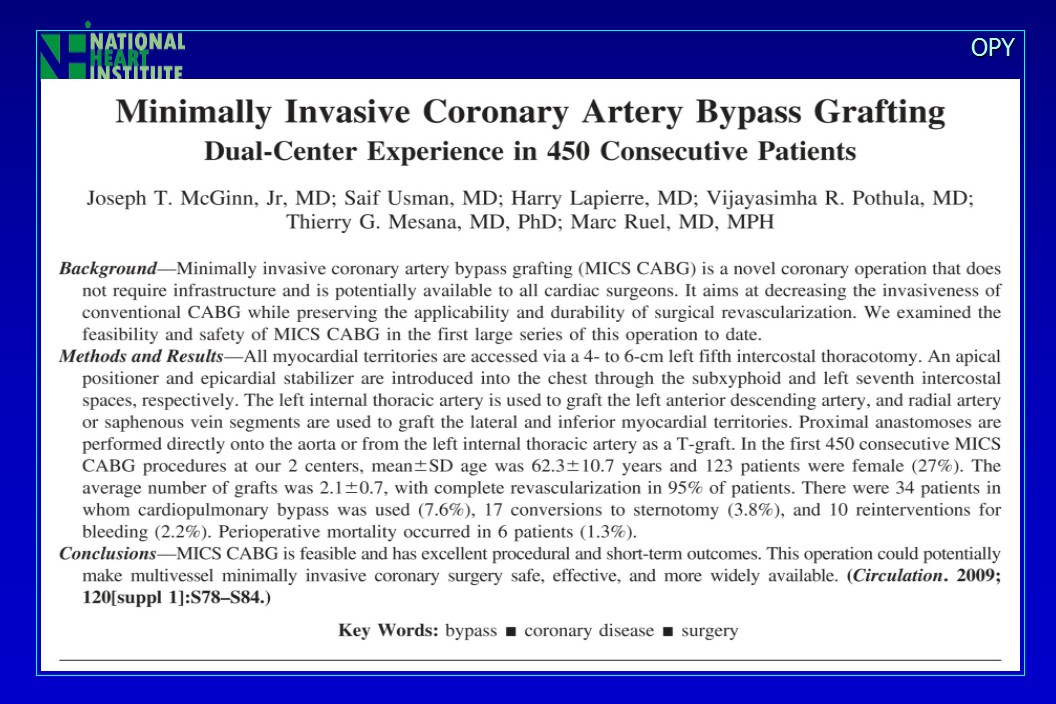 NATIONAL
HEART
INSTITUTE
OPY
Minimally Invasive Coronary Artery Bypass Grafting
Dual-Center Experience in 450 Consecutive Patients
Joseph T. McGinn, Jr, MD; Saif Usman, MD; Harry Lapierre, MD; Vijayasimha R. Pothula, MD;
Thierry G. Mesana, MD, PhD; Marc Ruel, MD, MPH
Background—Minimally invasive coronary artery bypass grafting (MICS CABG) is a novel coronary operation that does
not require infrastructure and is potentially available to all cardiac surgeons. It aims at decreasing the invasiveness of
conventional CABG while preserving the applicability and durability of surgical revascularization. We examined the
feasibility and safety of MICS CABG in the first large series of this operation to date.
Methods and Results—All myocardial territories are accessed via a 4- to 6-cm left fifth intercostal thoracotomy. An apical
positioner and epicardial stabilizer are introduced into the chest through the subxyphoid and left seventh intercostal
spaces, respectively. The left internal thoracic artery is used to graft the left anterior descending artery, and radial artery
or saphenous vein segments are used to graft the lateral and inferior myocardial territories. Proximal anastomoses are
performed directly onto the aorta or from the left internal thoracic artery as a T-graft. In the first 450 consecutive MICS
CABG procedures at our 2 centers, mean±SD age was 62.3±10.7 years and 123 patients were female (27%). The
average number of grafts was 2.1±0.7, with complete revascularization in 95% of patients. There were 34 patients in
whom cardiopulmonary bypass was used (7.6%), 17 conversions to sternotomy (3.8%), and 10 reinterventions for
bleeding (2.2%). Perioperative mortality occurred in 6 patients (1.3%).
Conclusions—MICS CABG is feasible and has excellent procedural and short-term outcomes. This operation could potentially
make multivessel minimally invasive coronary surgery safe, effective, and more widely available. (Circulation. 2009;
120[suppl 1]:S78–S84.)
Key Words: bypass ■ coronary disease ■ surgery